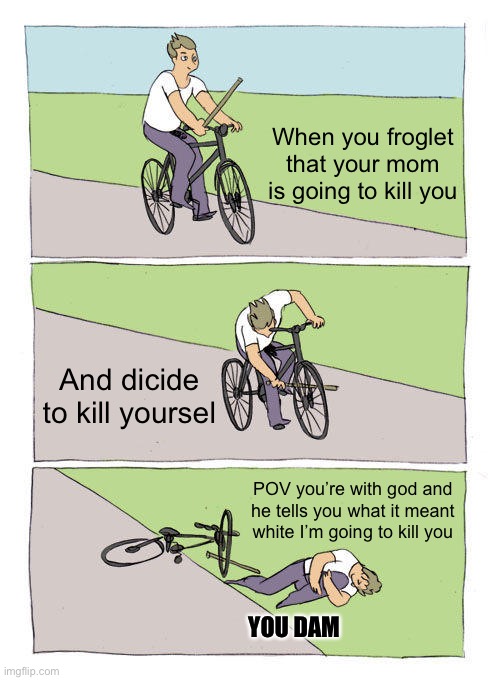 When you froglet
that your mom
is going to kill you
And dicide
to kill yoursel
POV you’re with god and
he tells you what it meant
white I’m going to kill you
YOU DAM
imgflip.com